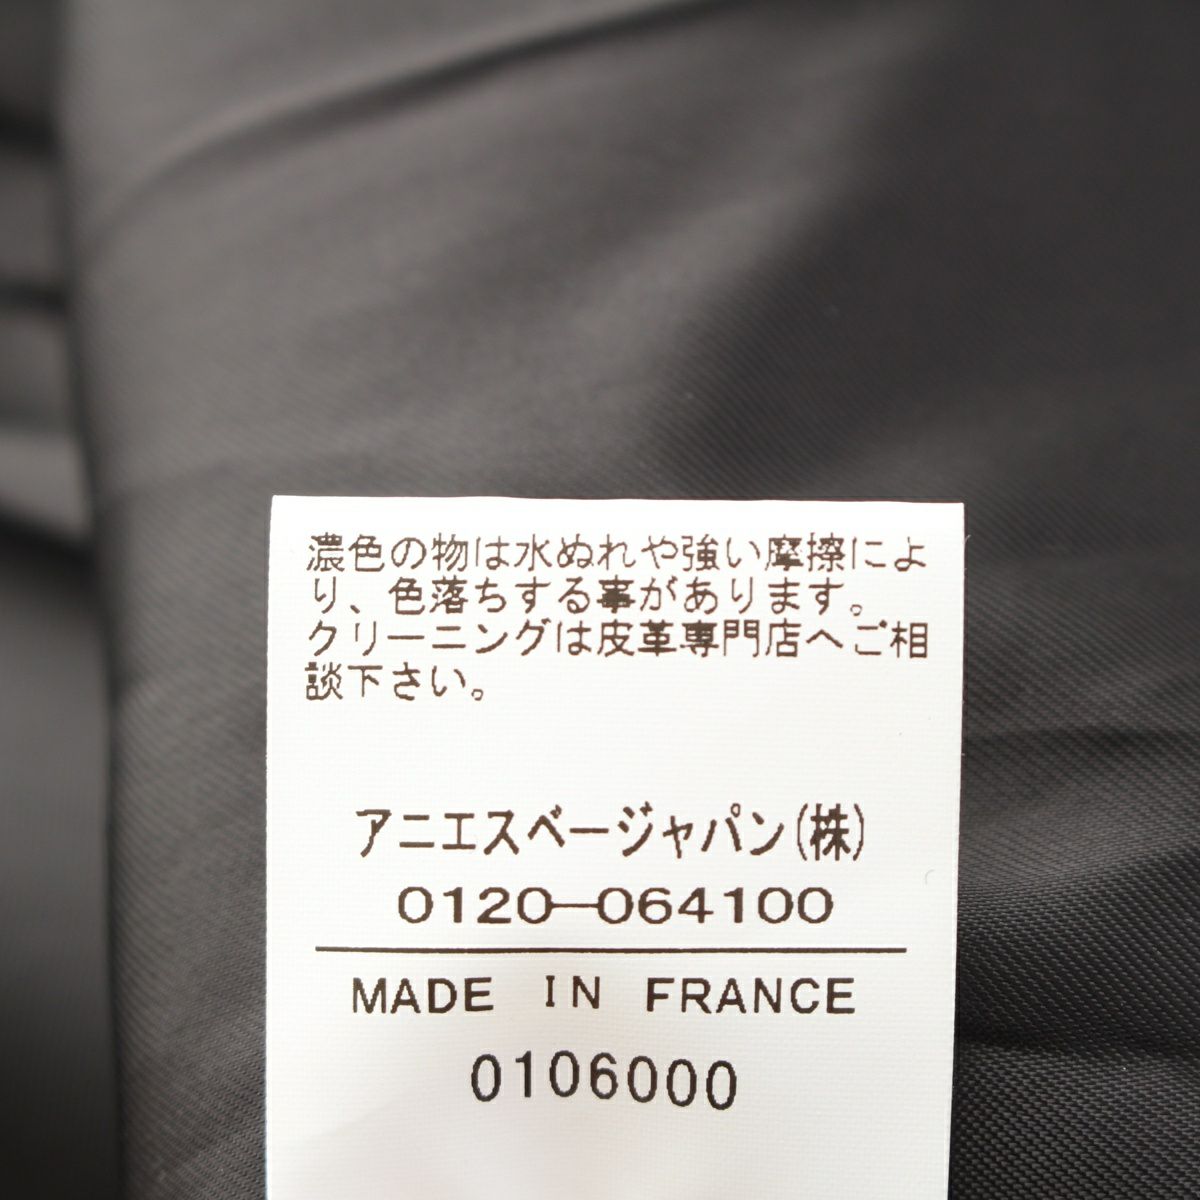 濃色の物は水ぬれや強い摩擦によ
り、色落ちする事があります。
クリーニングは皮革専門店へご相
談下さい。
アニエスベージャパン(株)
0120-064100
MADE IN FRANCE
0106000